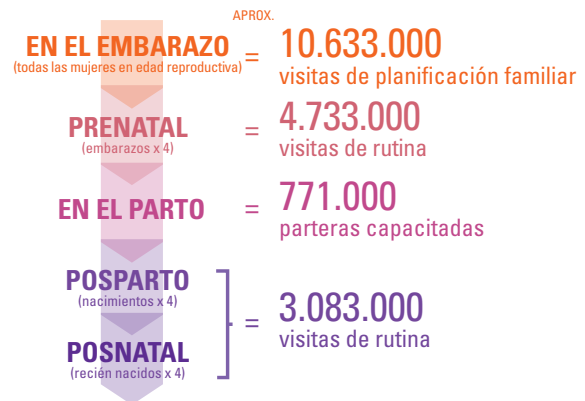 APROX.
EN EL EMBARAZO = 10.633.000
(todas las mujeres en edad reproductiva)
visitas de planificación familiar
PRENATAL = 4.733.000
(embarazos x 4)
visitas de rutina
EN EL PARTO = 771.000
parteras capacitadas
POSPARTO
(nacimientos x 4)
= 3.083.000
visitas de rutina
POSNATAL
(recién nacidos x 4)